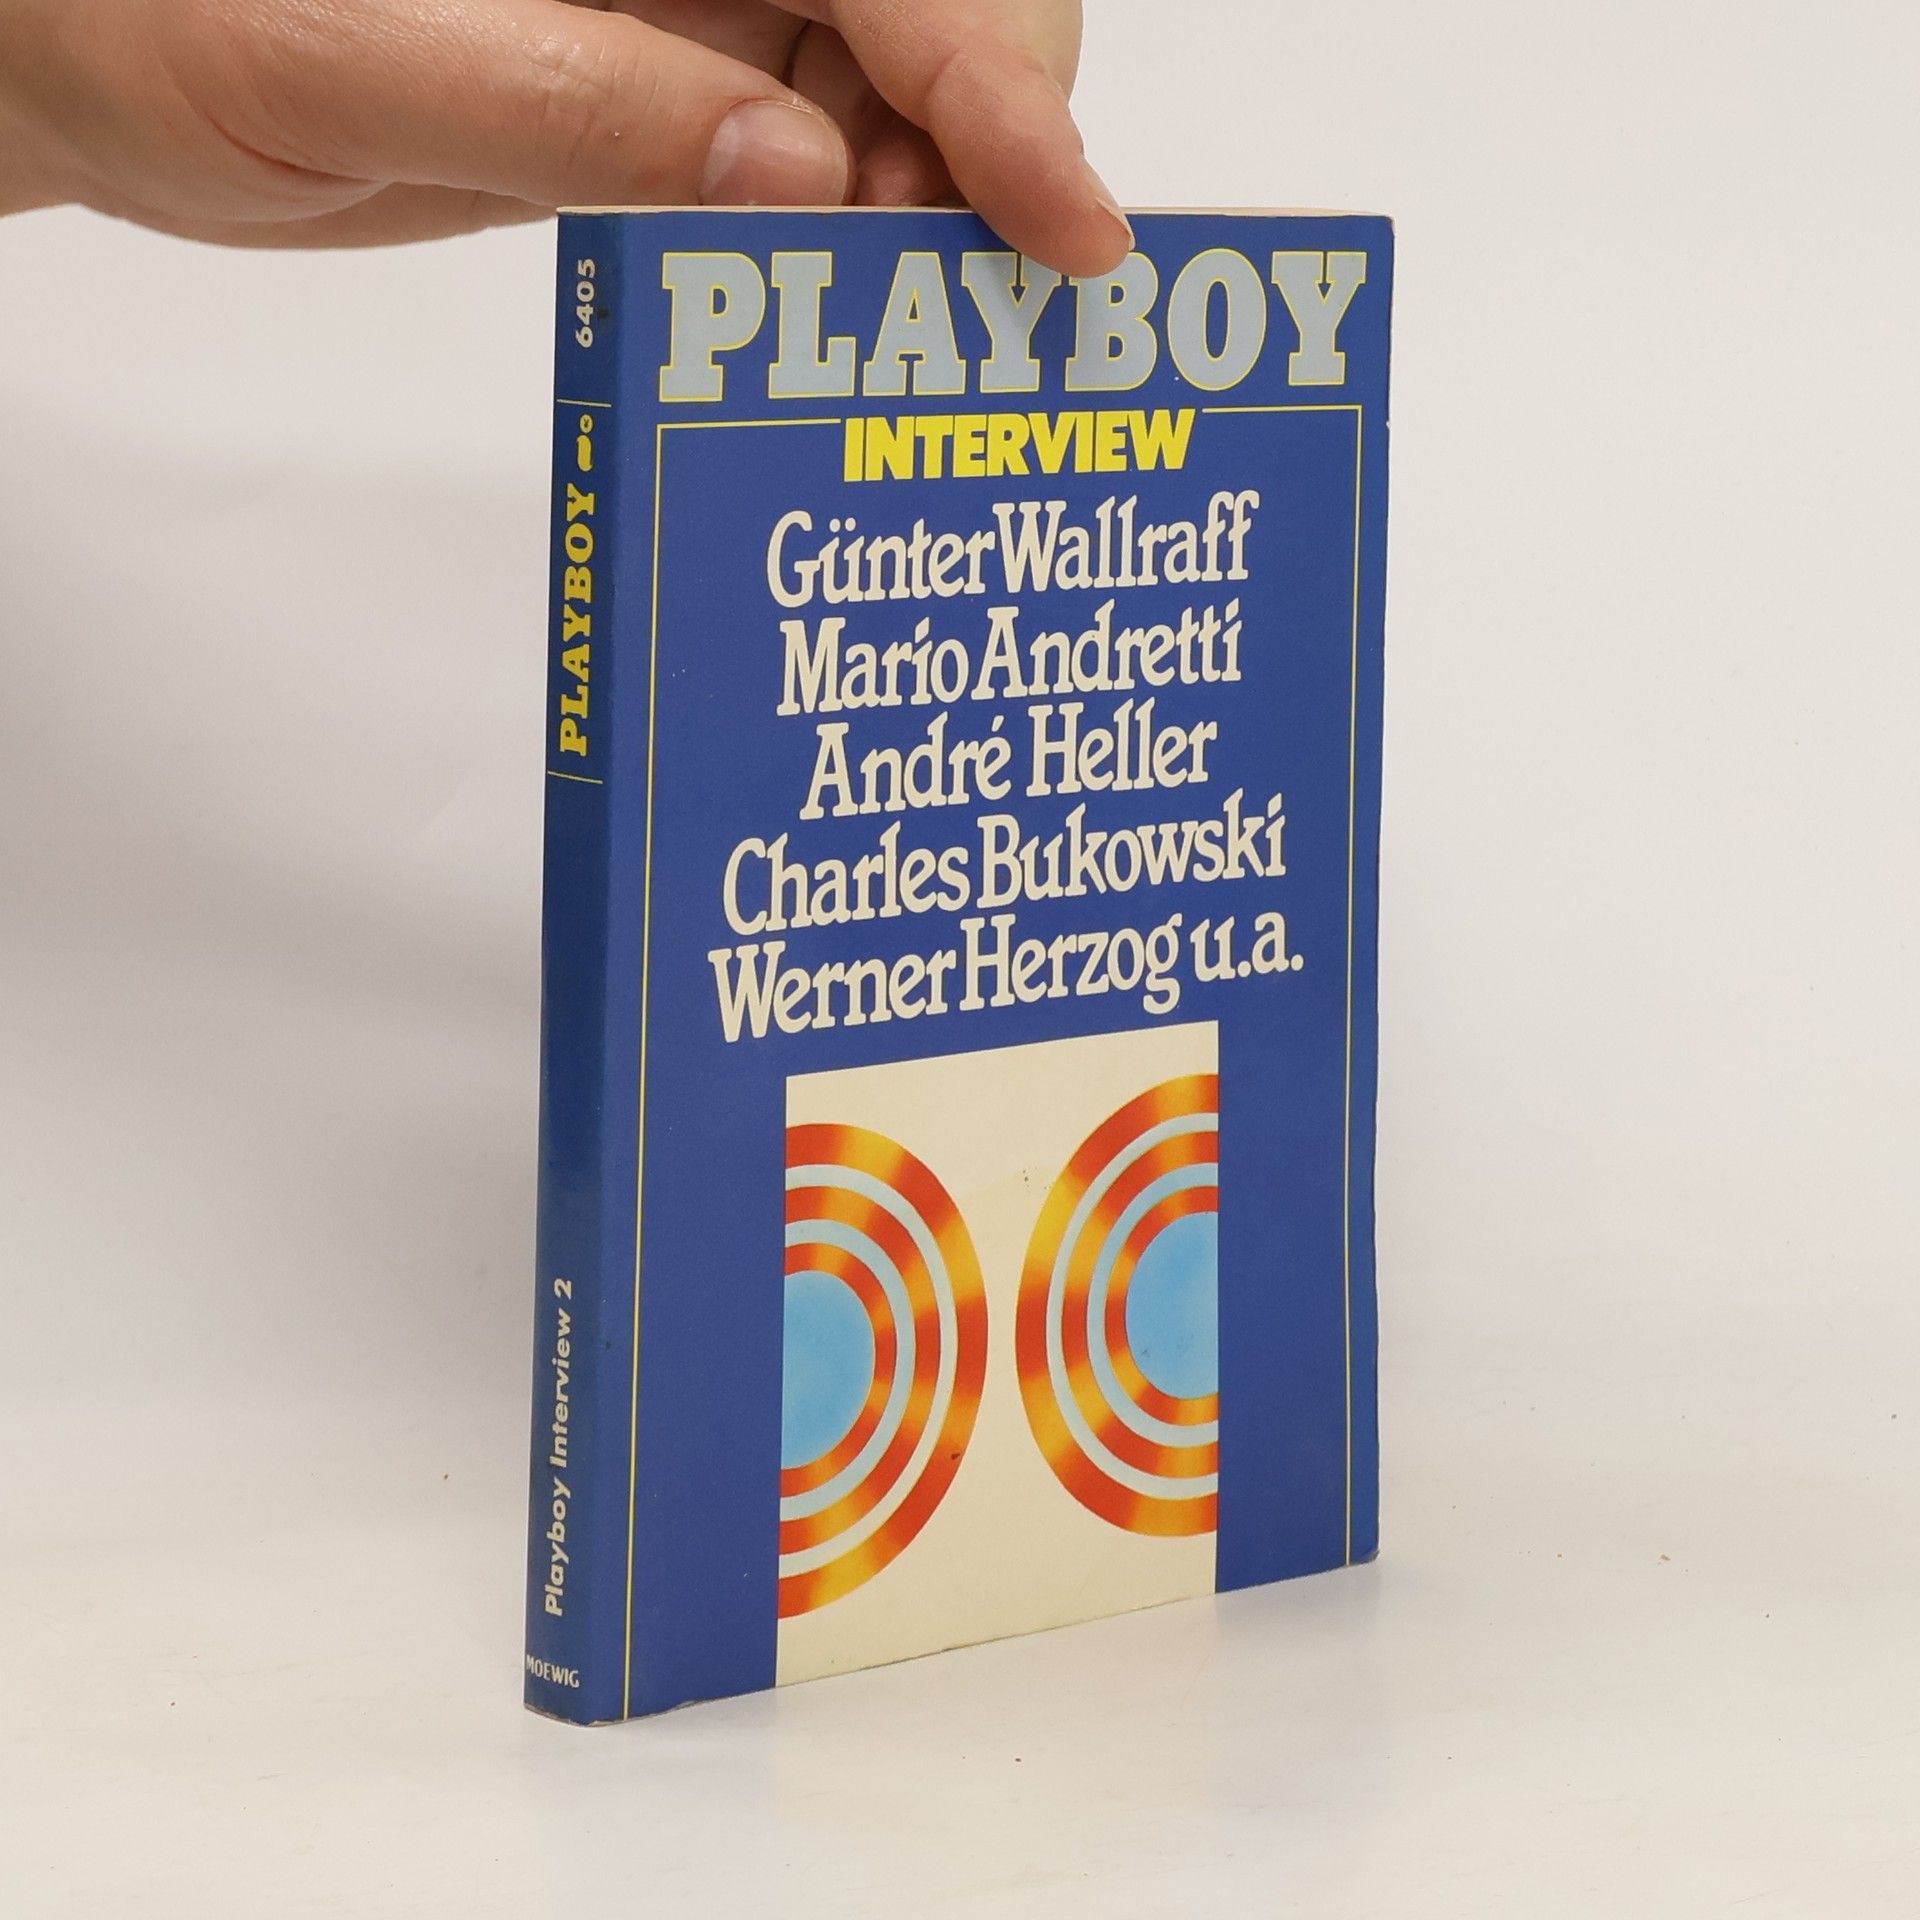 PLAYBOY
INTERVIEW
Günter Wallraff
Mario Andretti
André Heller
Charles Bukowski
Werner Herzog u.a.
6405
PLAYBOY
Playboy Interview 2
MOEWIG